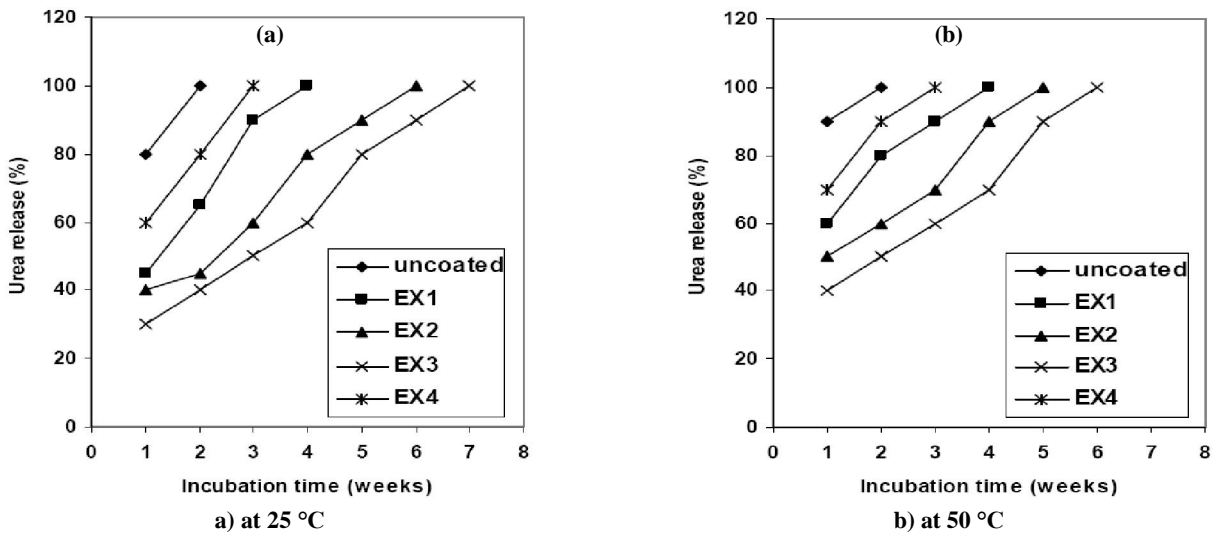 (a)
120
100
80
60
40
20
0
Urea release (%)
uncoated
EX1
EX2
EX3
EX4
0 1 2 3 4 5 6 7 8
Incubation time (weeks)
a) at 25 °C
(b)
120
100
80
60
40
20
0
Urea release (%)
uncoated
EX1
EX2
EX3
EX4
0 1 2 3 4 5 6 7 8
Incubation time (weeks)
b) at 50 °C